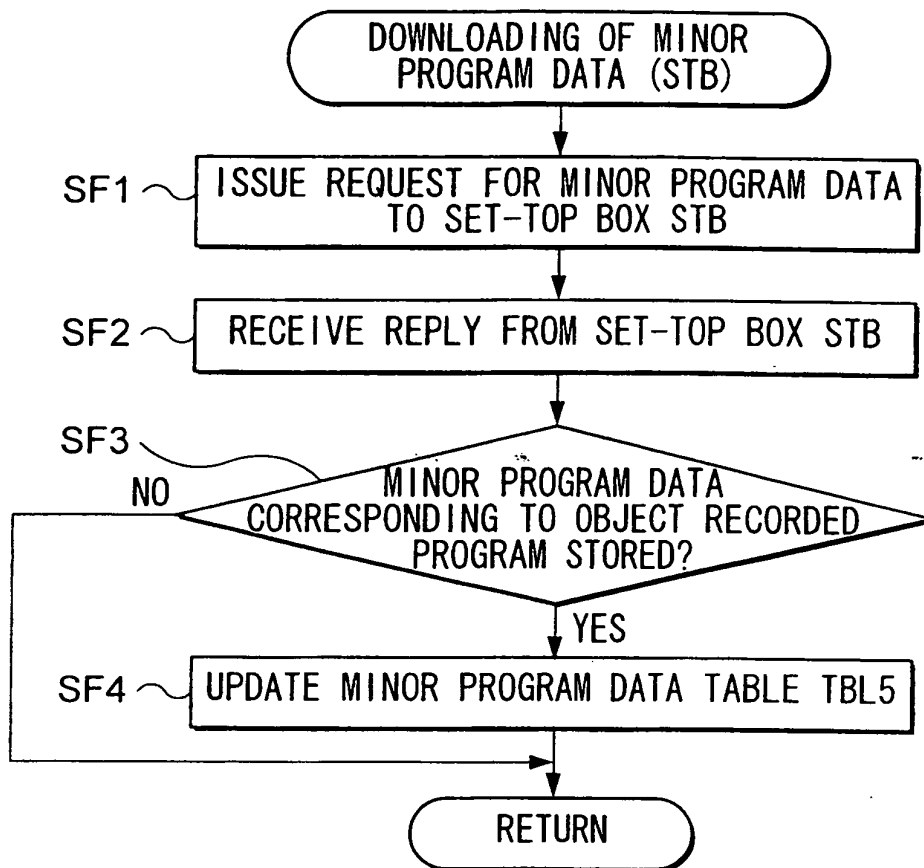 DOWNLOADING OF MINOR
PROGRAM DATA (STB)
SF1
ISSUE REQUEST FOR MINOR PROGRAM DATA
TO SET-TOP BOX STB
SF2
RECEIVE REPLY FROM SET-TOP BOX STB
SF3
NO
MINOR PROGRAM DATA
CORRESPONDING TO OBJECT RECORDED
PROGRAM STORED?
YES
SF4
UPDATE MINOR PROGRAM DATA TABLE TBL5
RETURN